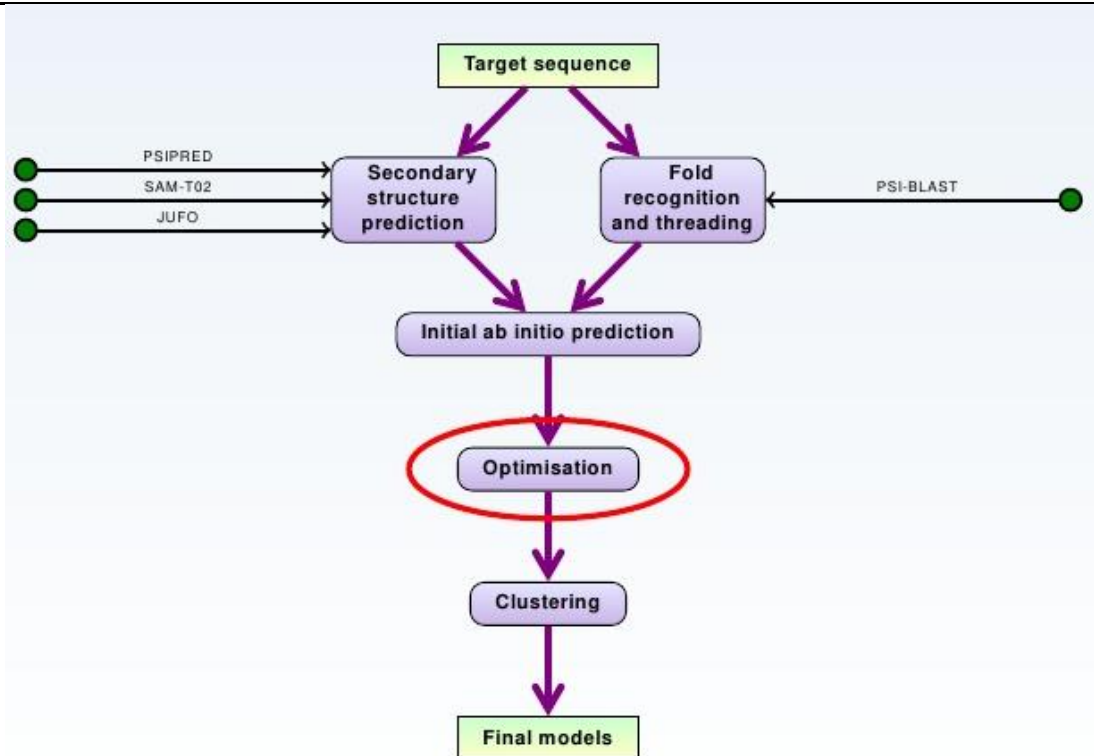 Target sequence
PSIPRED
SAM-T02
JUFO
Secondary
structure
prediction
Fold
recognition
and threading
PSI-BLAST
Initial ab initio prediction
Optimisation
Clustering
Final models